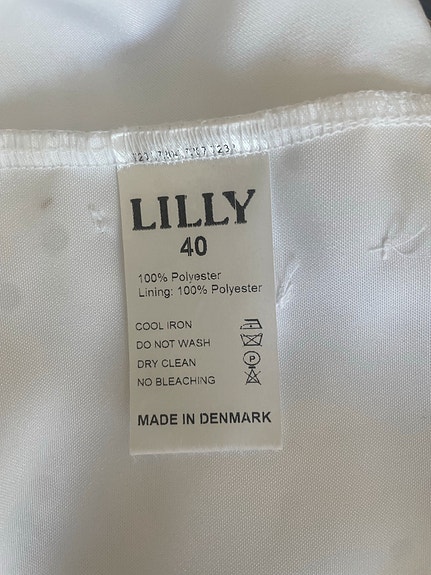 LILLY
40
100% Polyester
Lining: 100% Polyester
COOL IRON
DO NOT WASH
DRY CLEAN
P
NO BLEACHING
MADE IN DENMARK